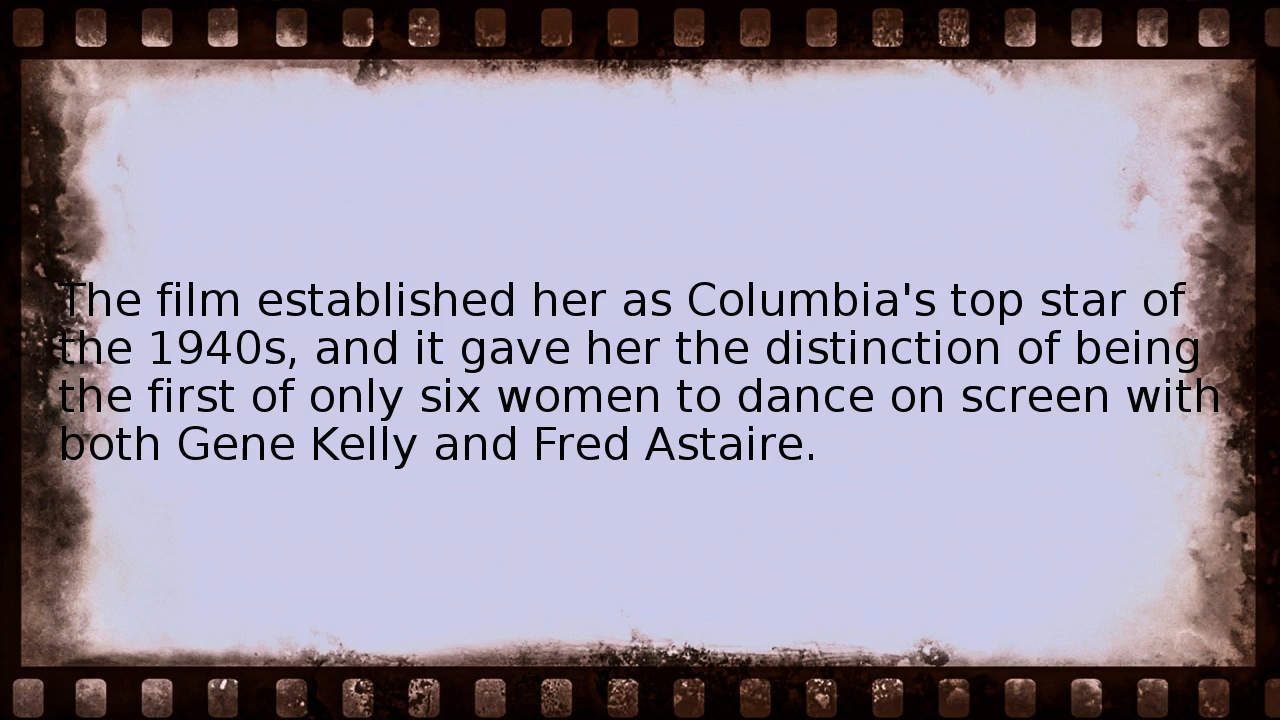 The film established her as Columbia's top star of
the 1940s, and it gave her the distinction of being
the first of only six women to dance on screen with
both Gene Kelly and Fred Astaire.